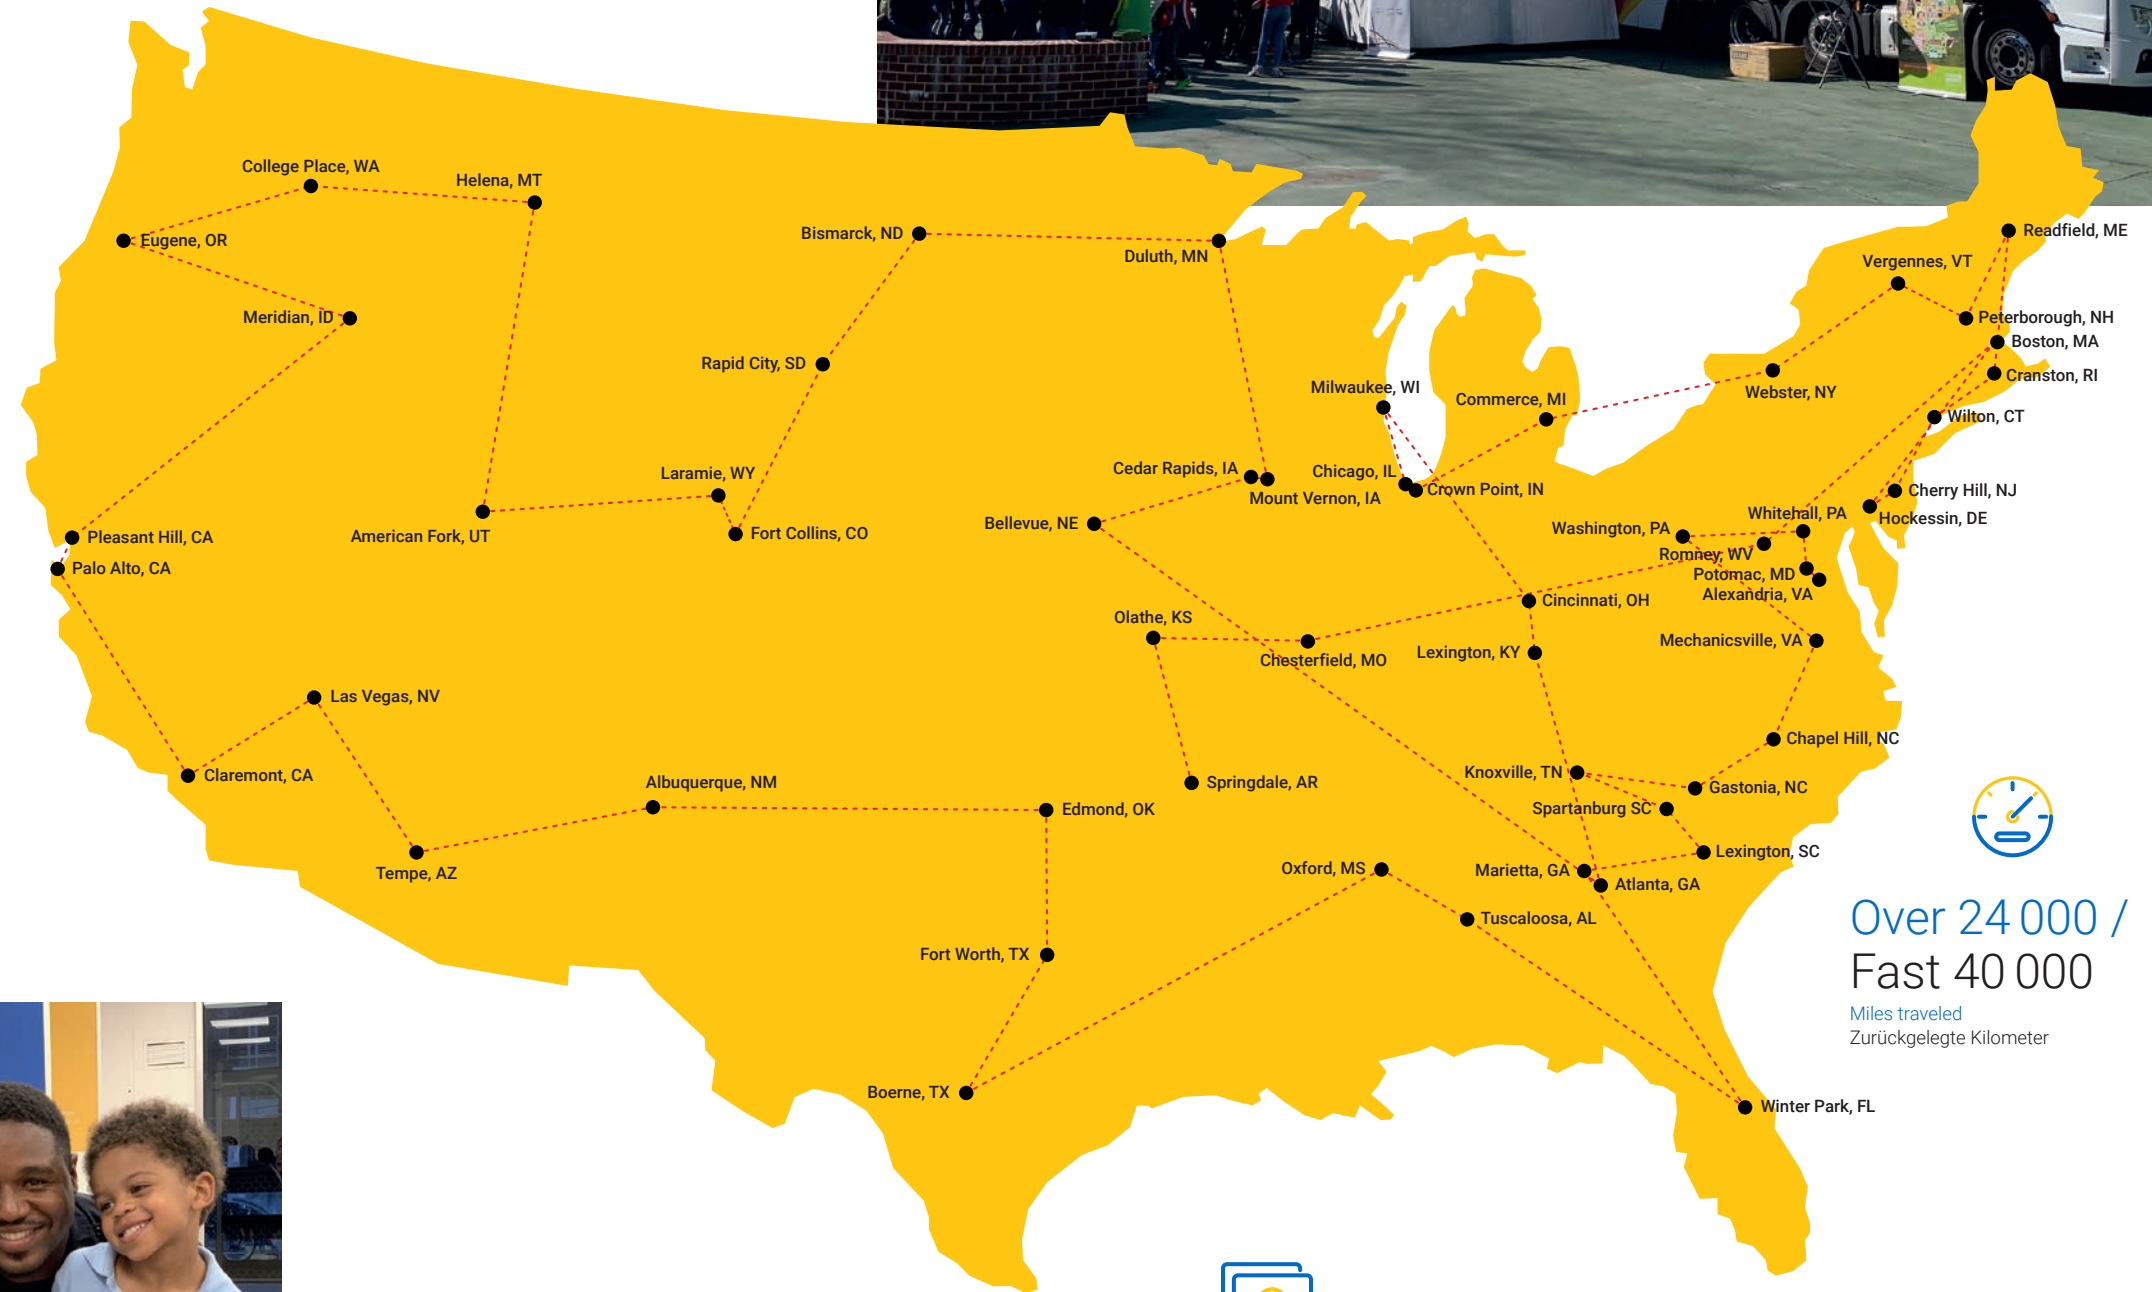 College Place, WA
Helena, MT
Eugene, OR
Bismarck, ND
Duluth, MN
Readfield, ME
Vergennes, VT
Meridian, ID
Peterborough, NH
Boston, MA
Rapid City, SD
Milwaukee, WI
Commerce, MI
Webster, NY
Cranston, RI
Wilton, CT
Laramie, WY
Cedar Rapids, IA
Mount Vernon, IA
Chicago, IL
Crown Point, IN
Cherry Hill, NJ
Hockessin, DE
Whitehall, PA
Washington, PA
Pleasant Hill, CA
American Fork, UT
Fort Collins, CO
Bellevue, NE
Romney, WV
Palo Alto, CA
Potomac, MD
Alexandria, VA
Cincinnati, OH
Olathe, KS
Chesterfield, MO
Lexington, KY
Mechanicsville, VA
Las Vegas, NV
Chapel Hill, NC
Claremont, CA
Albuquerque, NM
Edmond, OK
Springdale, AR
Knoxville, TN
Gastonia, NC
Spartanburg SC
Tempe, AZ
Oxford, MS
Marietta, GA
Lexington, SC
Atlanta, GA
Tuscaloosa, AL
Fort Worth, TX
Boerne, TX
Winter Park, FL
Over 24 000 /
Fast 40 000
Miles traveled
Zurückgelegte Kilometer